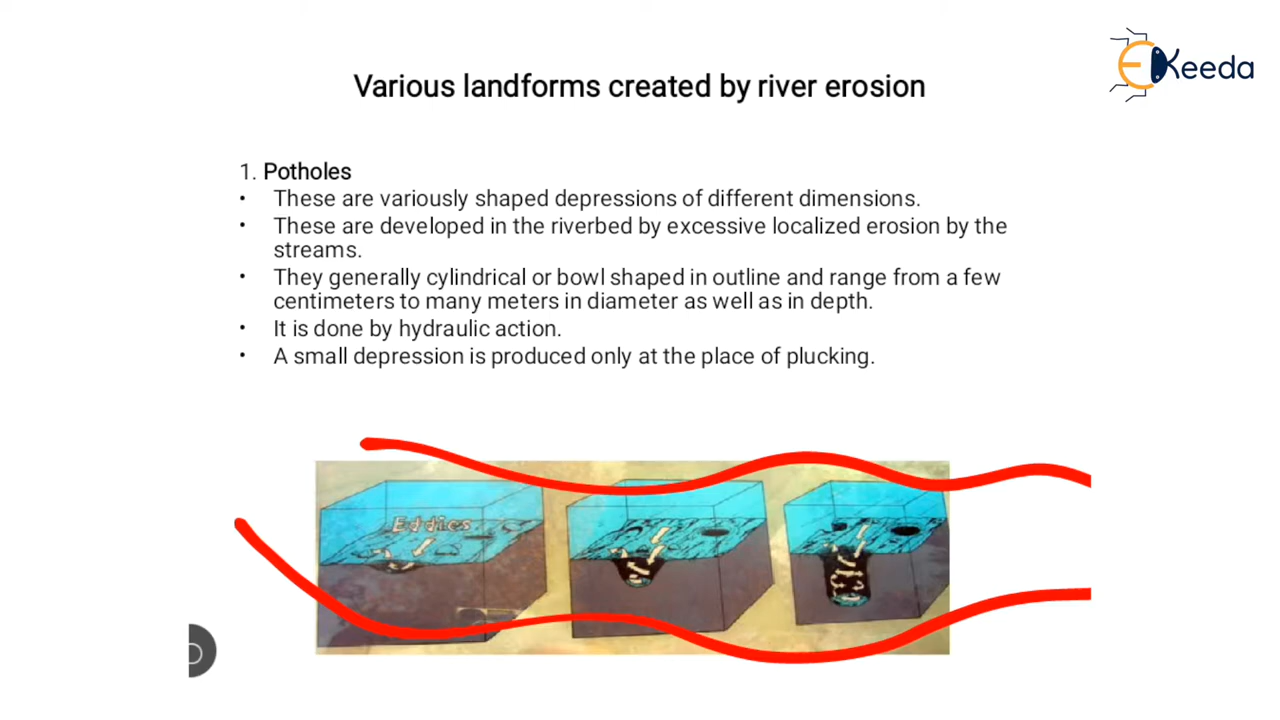 EKeeda
Various landforms created by river erosion
1. Potholes
• These are variously shaped depressions of different dimensions.
• These are developed in the riverbed by excessive localized erosion by the
streams.
• They generally cylindrical or bowl shaped in outline and range from a few
centimeters to many meters in diameter as well as in depth.
• It is done by hydraulic action.
• A small depression is produced only at the place of plucking.
Eddies